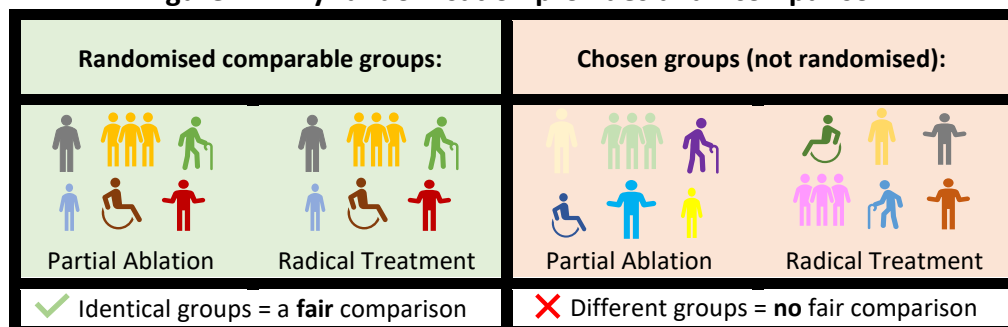 Randomised comparable groups:
Chosen groups (not randomised):
Partial Ablation
Radical Treatment
Partial Ablation
Radical Treatment
Identical groups = a fair comparison
Different groups = no fair comparison